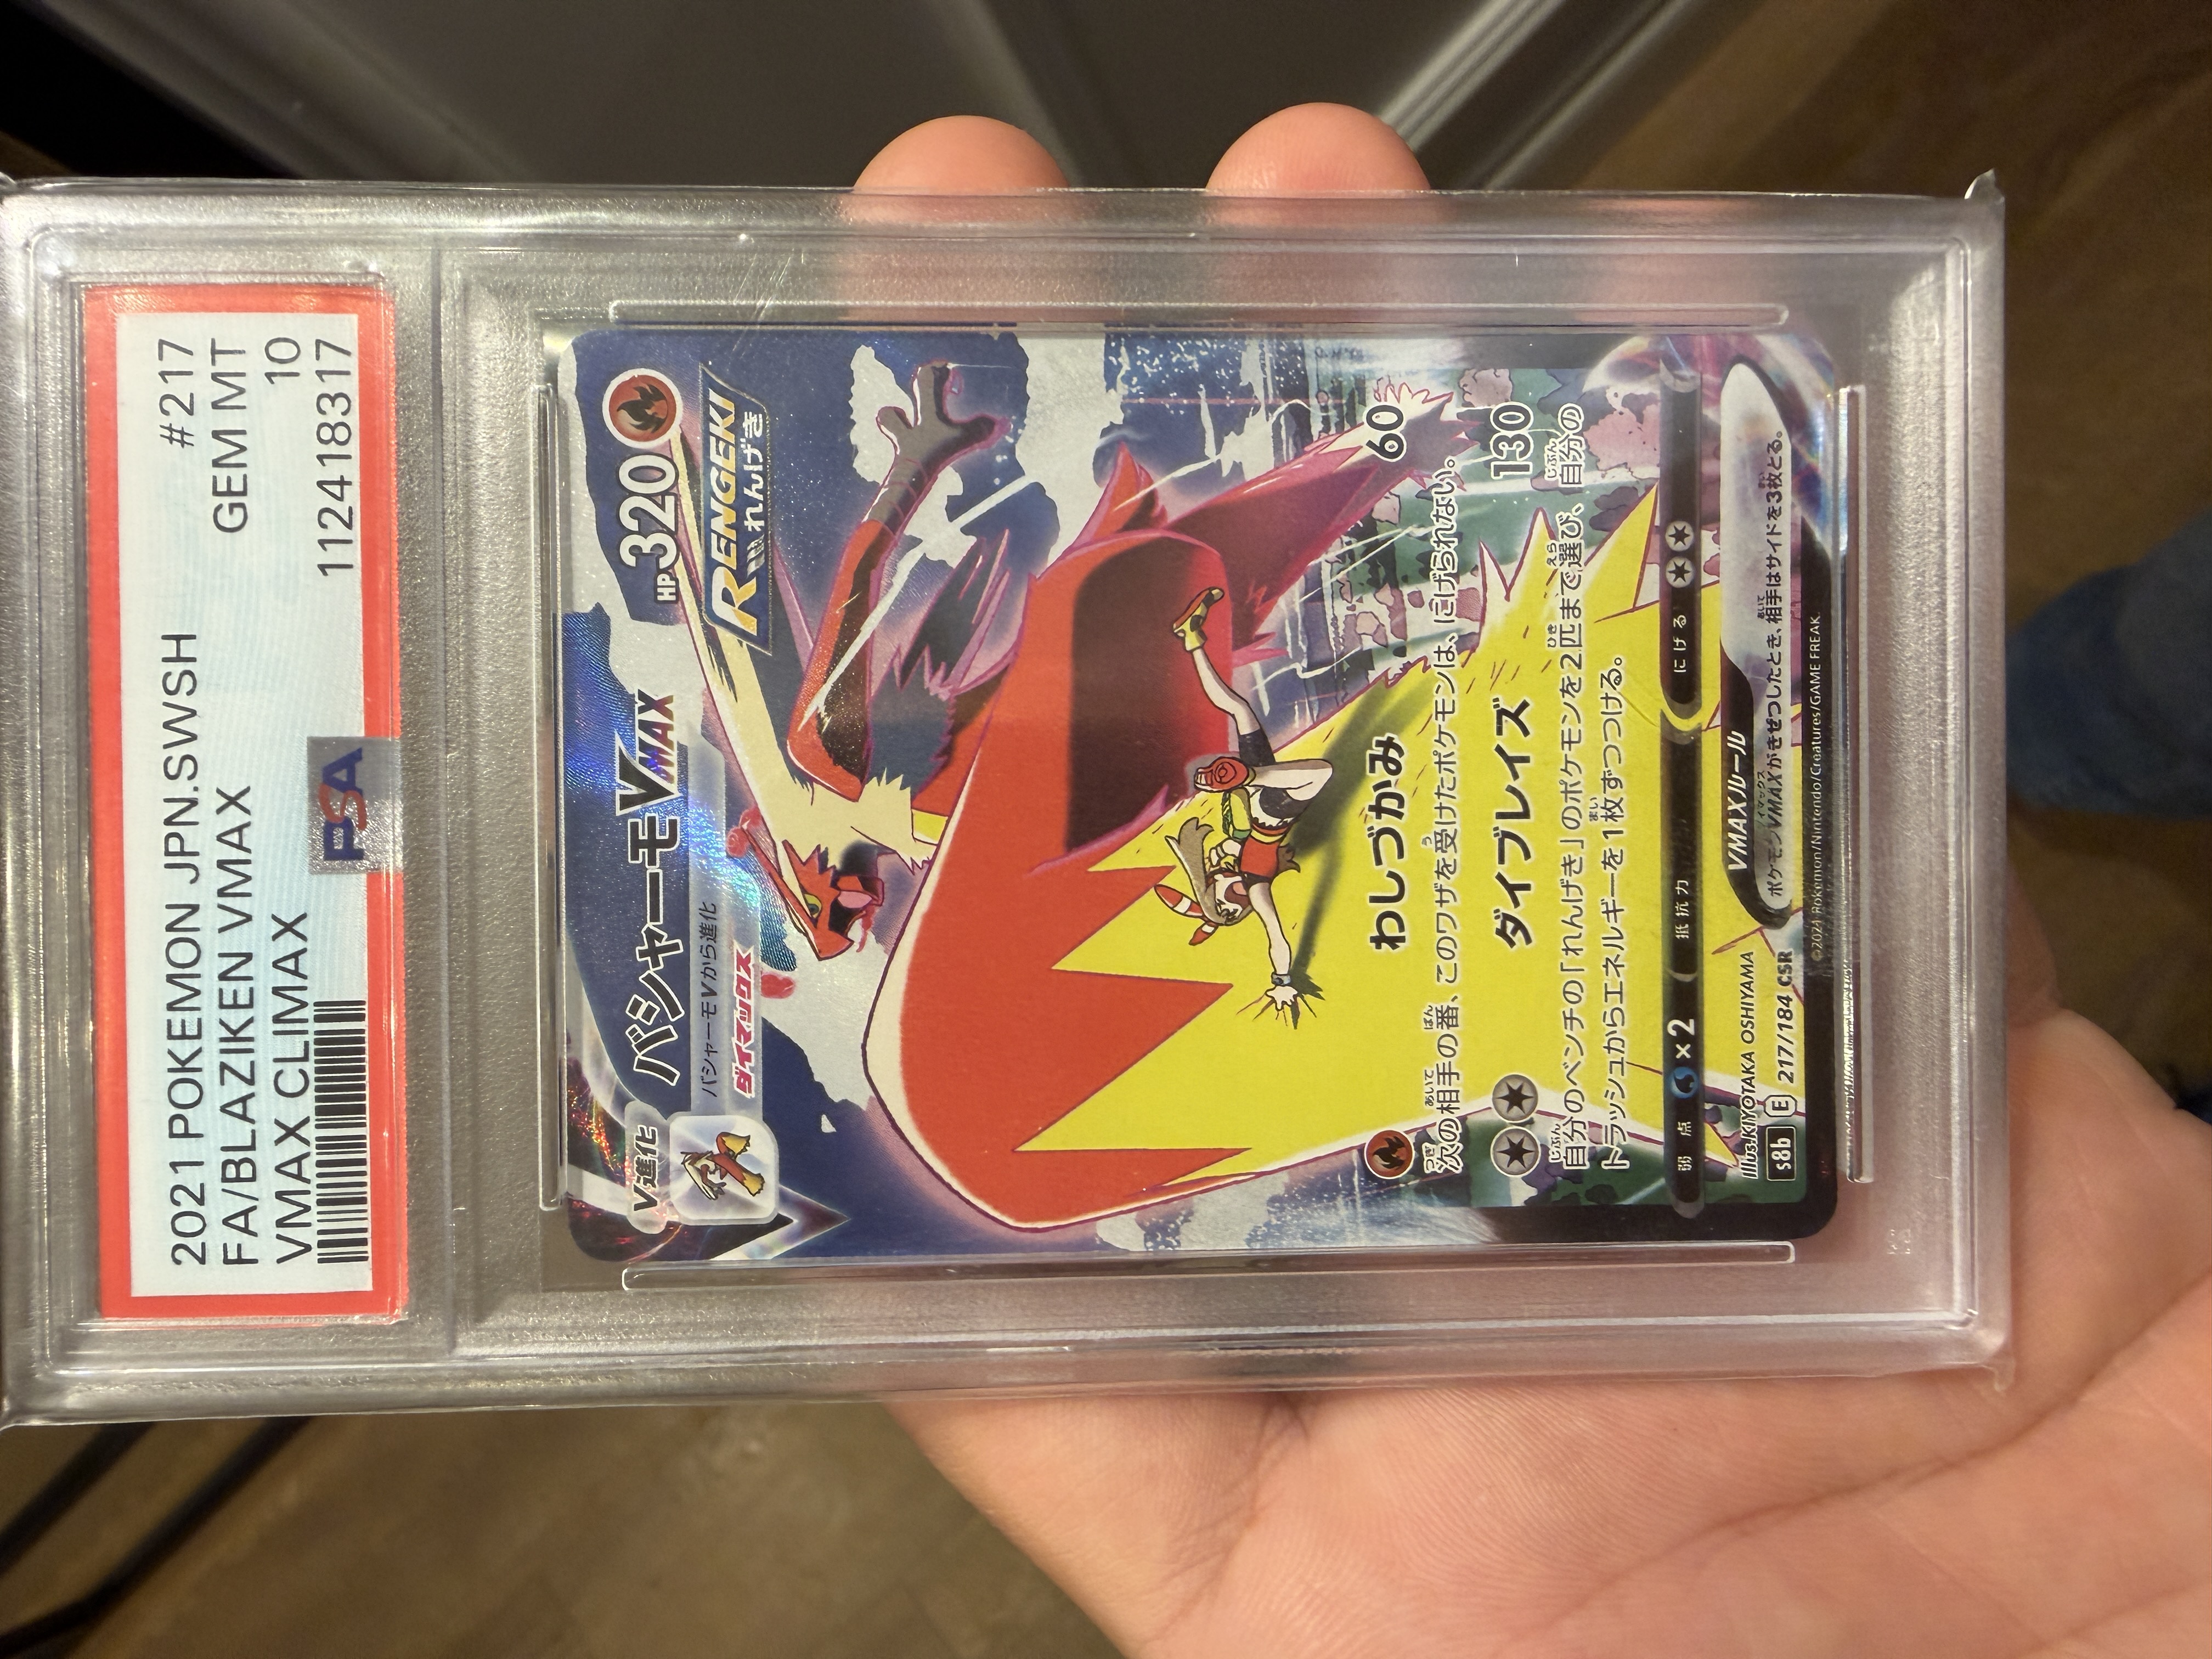 2021 POKEMON JPN.SWSH #217
FA/BLAZIKEN VMAX GEM MT
VMAX CLIMAX 10
112418317
PSA
V進化
バシャーモVMAX
HP320
バシャーモVから進化
ダイマックス
RENGEKI
れんげき
わしづかみ 60
次の相手の番、このワザを受けたポケモンは、にげられない。
ダイブレイズ 130
自分のベンチの「れんげき」のポケモンを2匹まで選び、自分の
トラッシュからエネルギーを1枚ずつつける。
弱点 ×2 抵抗力 にげる
Illus.KIYOTAKA OSHIYAMA
s8b E 217/184 CSR
VMAXルール
ポケモンVMAXがきぜつしたとき、相手はサイドを3枚とる。
©2021 Pokémon/Nintendo/Creatures/GAME FREAK.